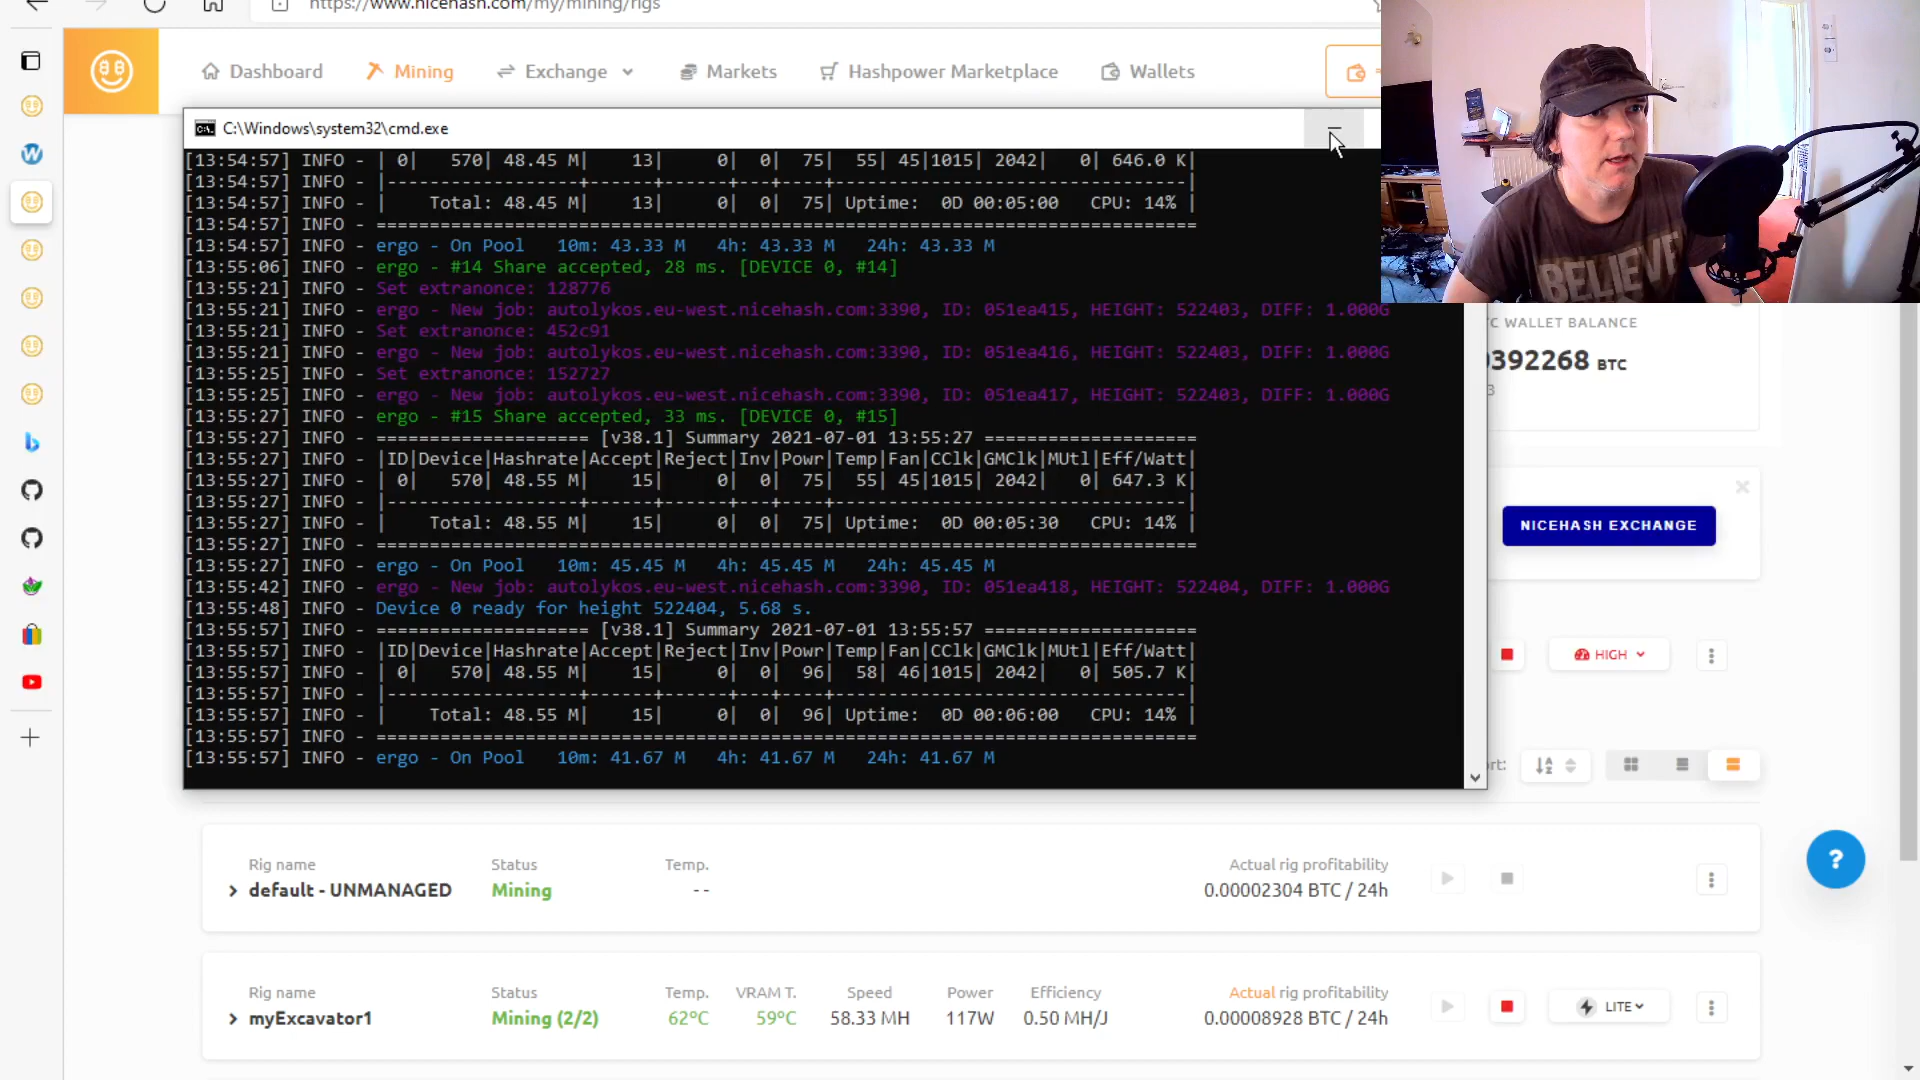 https://www.nicehash.com/my/mining/rigs
Dashboard
Mining
Exchange
Markets
Hashpower Marketplace
Wallets
C:\Windows\system32\cmd.exe
[13:54:57] INFO - | 0| 570| 48.45 M| 13| 0| 0| 75| 55| 45|1015| 2042| 0| 646.0 K|
[13:54:57] INFO - |-----------------+------+------+---+----+------------------------------------|
[13:54:57] INFO - | Total: 48.45 M| 13| 0| 0| 75| Uptime: 0D 00:05:00 CPU: 14% |
[13:54:57] INFO - =============================================================================
[13:54:57] INFO - ergo - On Pool 10m: 43.33 M 4h: 43.33 M 24h: 43.33 M
[13:55:06] INFO - ergo - #14 Share accepted, 28 ms. [DEVICE 0, #14]
[13:55:21] INFO - Set extranonce: 128776
[13:55:21] INFO - ergo - New job: autolykos.eu-west.nicehash.com:3390, ID: 051ea415, HEIGHT: 522403, DIFF: 1.000G
[13:55:21] INFO - Set extranonce: 452c91
[13:55:21] INFO - ergo - New job: autolykos.eu-west.nicehash.com:3390, ID: 051ea416, HEIGHT: 522403, DIFF: 1.000G
[13:55:25] INFO - Set extranonce: 152727
[13:55:25] INFO - ergo - New job: autolykos.eu-west.nicehash.com:3390, ID: 051ea417, HEIGHT: 522403, DIFF: 1.000G
[13:55:27] INFO - ergo - #15 Share accepted, 33 ms. [DEVICE 0, #15]
[13:55:27] INFO - ==================== [v38.1] Summary 2021-07-01 13:55:27 ====================
[13:55:27] INFO - |ID|Device|Hashrate|Accept|Reject|Inv|Powr|Temp|Fan|CClk|GMClk|MUtl|Eff/Watt|
[13:55:27] INFO - | 0| 570| 48.55 M| 15| 0| 0| 75| 55| 45|1015| 2042| 0| 647.3 K|
[13:55:27] INFO - |-----------------+------+------+---+----+------------------------------------|
[13:55:27] INFO - | Total: 48.55 M| 15| 0| 0| 75| Uptime: 0D 00:05:30 CPU: 14% |
[13:55:27] INFO - =============================================================================
[13:55:27] INFO - ergo - On Pool 10m: 45.45 M 4h: 45.45 M 24h: 45.45 M
[13:55:42] INFO - ergo - New job: autolykos.eu-west.nicehash.com:3390, ID: 051ea418, HEIGHT: 522404, DIFF: 1.000G
[13:55:48] INFO - Device 0 ready for height 522404, 5.68 s.
[13:55:57] INFO - ==================== [v38.1] Summary 2021-07-01 13:55:57 ====================
[13:55:57] INFO - |ID|Device|Hashrate|Accept|Reject|Inv|Powr|Temp|Fan|CClk|GMClk|MUtl|Eff/Watt|
[13:55:57] INFO - | 0| 570| 48.55 M| 15| 0| 0| 96| 58| 46|1015| 2042| 0| 505.7 K|
[13:55:57] INFO - |-----------------+------+------+---+----+------------------------------------|
[13:55:57] INFO - | Total: 48.55 M| 15| 0| 0| 96| Uptime: 0D 00:06:00 CPU: 14% |
[13:55:57] INFO - =============================================================================
[13:55:57] INFO - ergo - On Pool 10m: 41.67 M 4h: 41.67 M 24h: 41.67 M
BELIEVE
C WALLET BALANCE
0392268 BTC
3
NICEHASH EXCHANGE
HIGH
rt:
Rig name Status Temp. Actual rig profitability
default - UNMANAGED Mining -- 0.00002304 BTC / 24h
?
Rig name Status Temp. VRAM T. Speed Power Efficiency Actual rig profitability
myExcavator1 Mining (2/2) 62°C 59°C 58.33 MH 117W 0.50 MH/J 0.00008928 BTC / 24h LITE